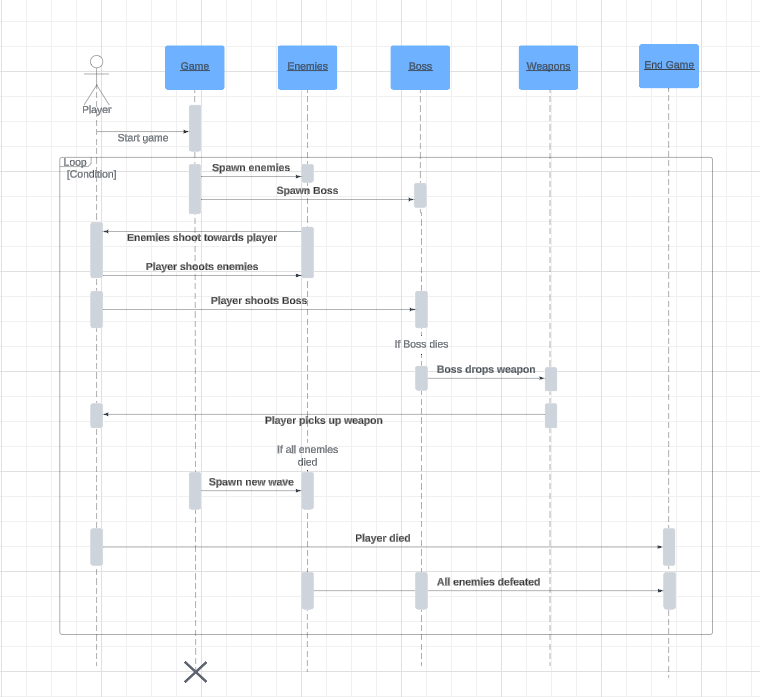 Game
Enemies
Boss
Weapons
End Game
Player
Start game
Loop
[Condition]
Spawn enemies
Spawn Boss
Enemies shoot towards player
Player shoots enemies
Player shoots Boss
If Boss dies
Boss drops weapon
Player picks up weapon
If all enemies
died
Spawn new wave
Player died
All enemies defeated